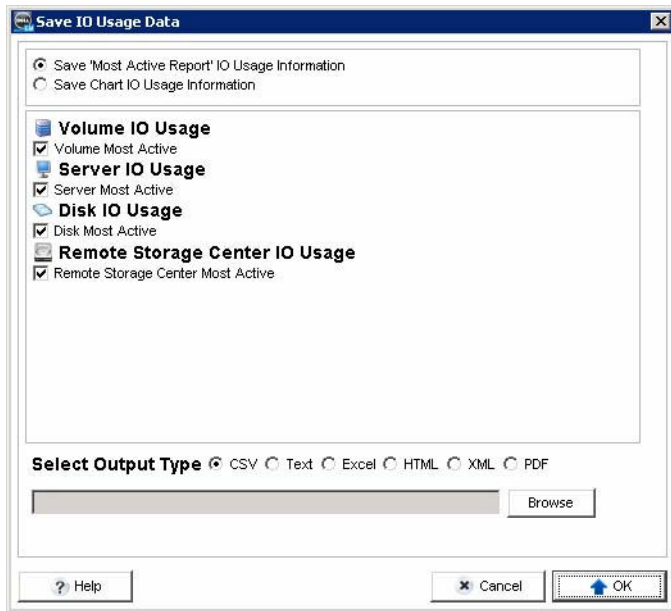 Save IO Usage Data
Save 'Most Active Report' IO Usage Information
Save Chart IO Usage Information
Volume IO Usage
Volume Most Active
Server IO Usage
Server Most Active
Disk IO Usage
Disk Most Active
Remote Storage Center IO Usage
Remote Storage Center Most Active
Select Output Type CSV Text Excel HTML XML PDF
Browse
? Help Cancel OK